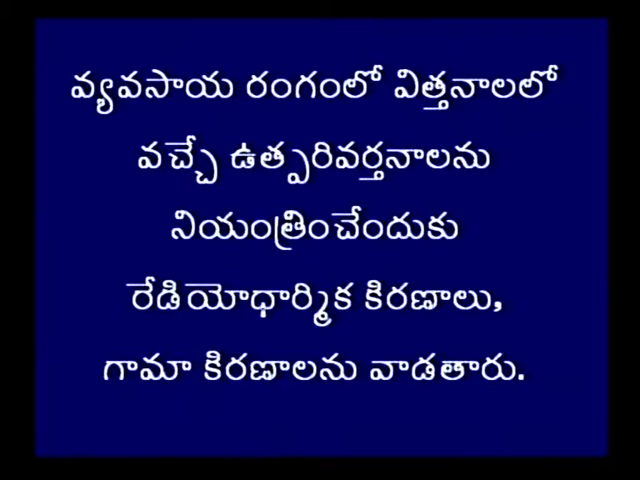 వ్యవసాయ రంగంలో విత్తనాలలో
వచ్చే ఉత్పరివర్తనాలను
నియంత్రించేందుకు
రేడియోధార్మిక కిరణాలు,
గామా కిరణాలను వాడతారు.